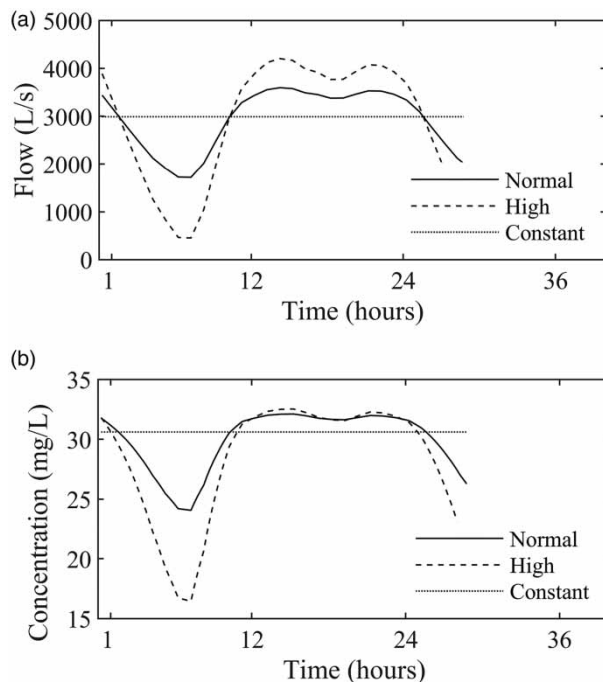 (a)
5000
4000
3000
2000
1000
0
Flow (L/s)
Normal
High
Constant
1 12 24 36
Time (hours)
(b)
35
30
25
20
15
Concentration (mg/L)
Normal
High
Constant
1 12 24 36
Time (hours)